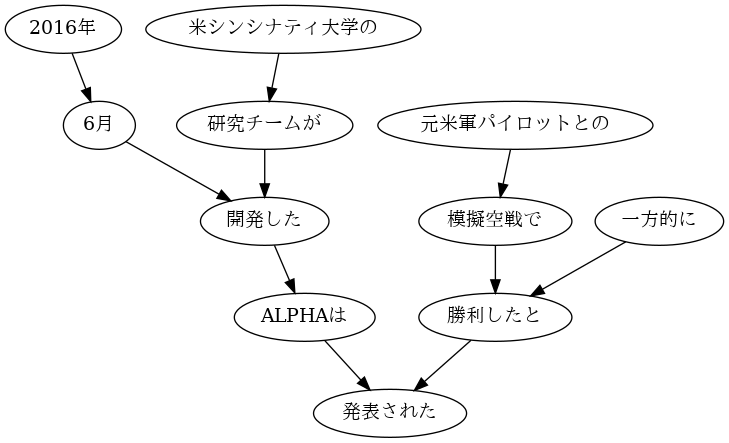 2016年
米シンシナティ大学の
6月
研究チームが
元米軍パイロットとの
開発した
模擬空戦で
一方的に
ALPHAは
勝利したと
発表された